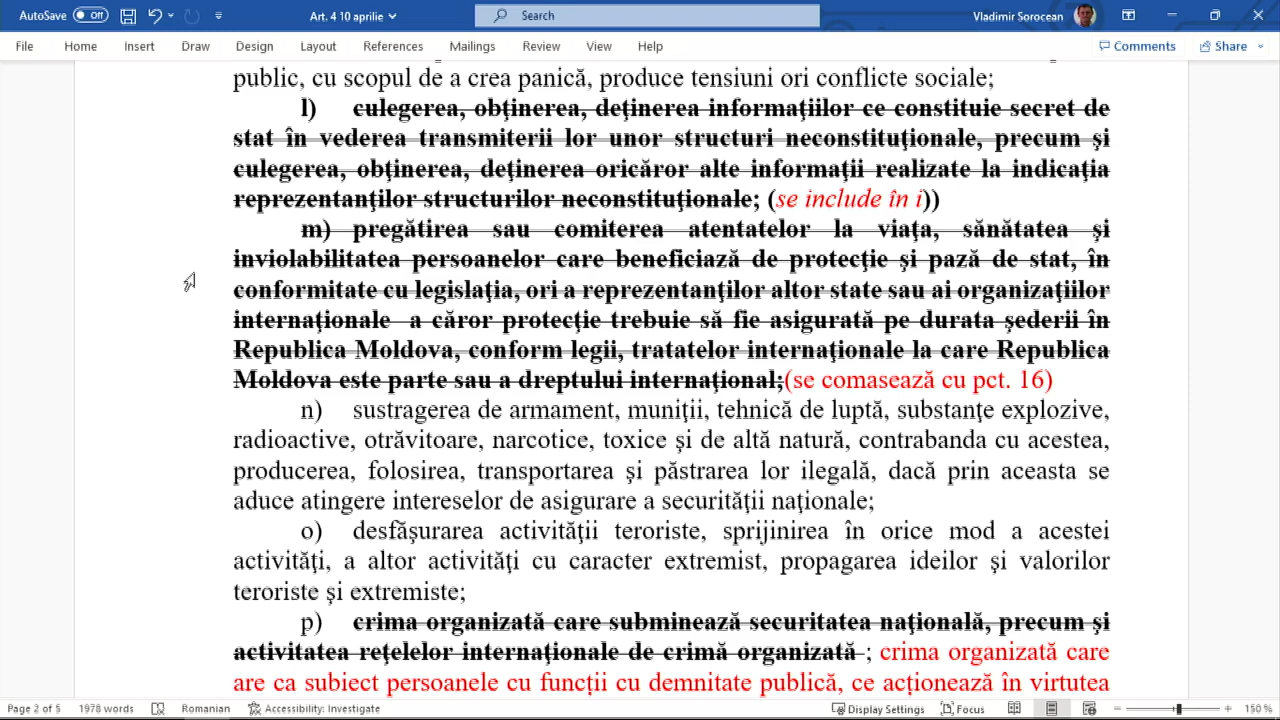 AutoSave Off Art. 4 10 aprilie Search Vladimir Sorocean
File Home Insert Draw Design Layout References Mailings Review View Help Comments Share
public, cu scopul de a crea panică, produce tensiuni ori conflicte sociale;
l) culegerea, obţinerea, deţinerea informaţiilor ce constituie secret de
stat în vederea transmiterii lor unor structuri neconstituţionale, precum şi
culegerea, obţinerea, deţinerea oricăror alte informaţii realizate la indicaţia
reprezentanţilor structurilor neconstituţionale; (se include în i))
m) pregătirea sau comiterea atentatelor la viaţa, sănătatea şi
inviolabilitatea persoanelor care beneficiază de protecţie şi pază de stat, în
conformitate cu legislaţia, ori a reprezentanţilor altor state sau ai organizaţiilor
internaţionale a căror protecţie trebuie să fie asigurată pe durata şederii în
Republica Moldova, conform legii, tratatelor internaţionale la care Republica
Moldova este parte sau a dreptului internaţional;(se comasează cu pct. 16)
n) sustragerea de armament, muniţii, tehnică de luptă, substanţe explozive,
radioactive, otrăvitoare, narcotice, toxice şi de altă natură, contrabanda cu acestea,
producerea, folosirea, transportarea şi păstrarea lor ilegală, dacă prin aceasta se
aduce atingere intereselor de asigurare a securităţii naţionale;
o) desfăşurarea activităţii teroriste, sprijinirea în orice mod a acestei
activităţi, a altor activităţi cu caracter extremist, propagarea ideilor şi valorilor
teroriste și extremiste;
p) crima organizată care subminează securitatea naţională, precum şi
activitatea reţelelor internaţionale de crimă organizată ; crima organizată care
are ca subiect persoanele cu funcții cu demnitate publică, ce acționează în virtutea
Page 2 of 5 1978 words Romanian Accessibility: Investigate Display Settings Focus 150 %